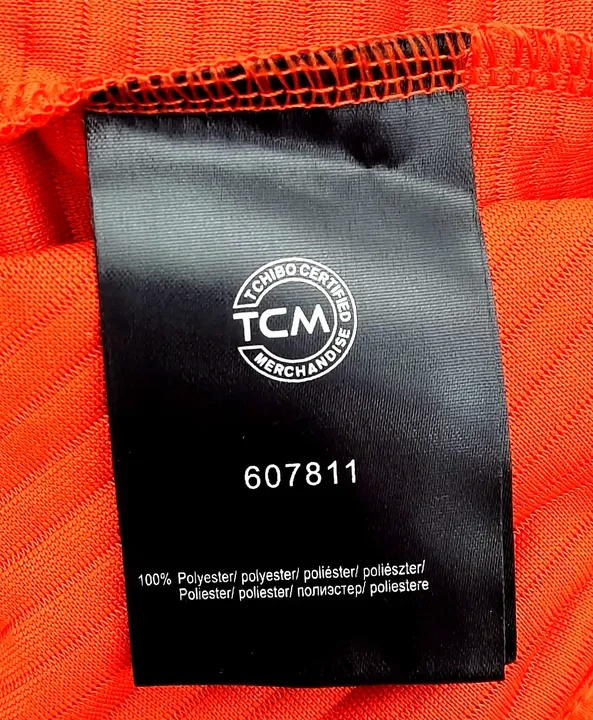 TCHIBO CERTIFIED
TCM
MERCHANDISE
607811
100% Polyester/ polyester/ poliéster/ poliészter/
Poliester/ poliester/ полиэстер/ poliestere